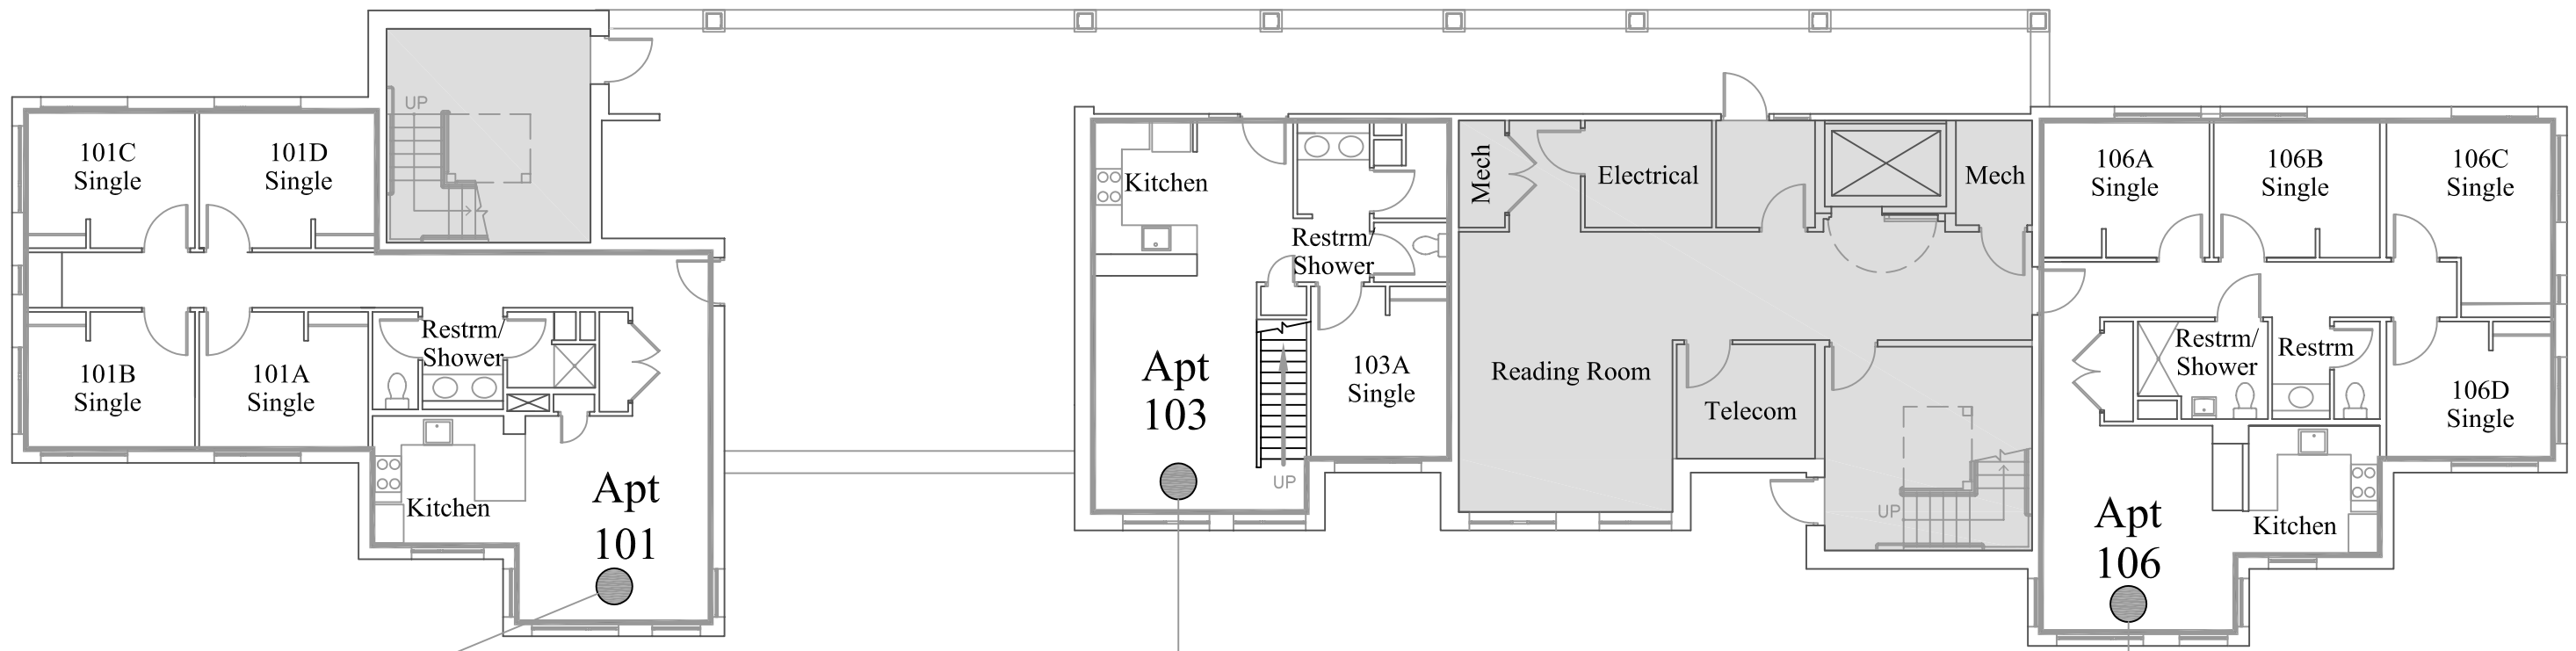 UP
101C
Single
101D
Single
101B
Single
101A
Single
Restrm/
Shower
Kitchen
Apt
101
Kitchen
Restrm/
Shower
Apt
103
103A
Single
UP
Mech
Electrical
Mech
Reading Room
Telecom
UP
106A
Single
106B
Single
106C
Single
Restrm/
Shower
Restrm
106D
Single
Apt
106
Kitchen